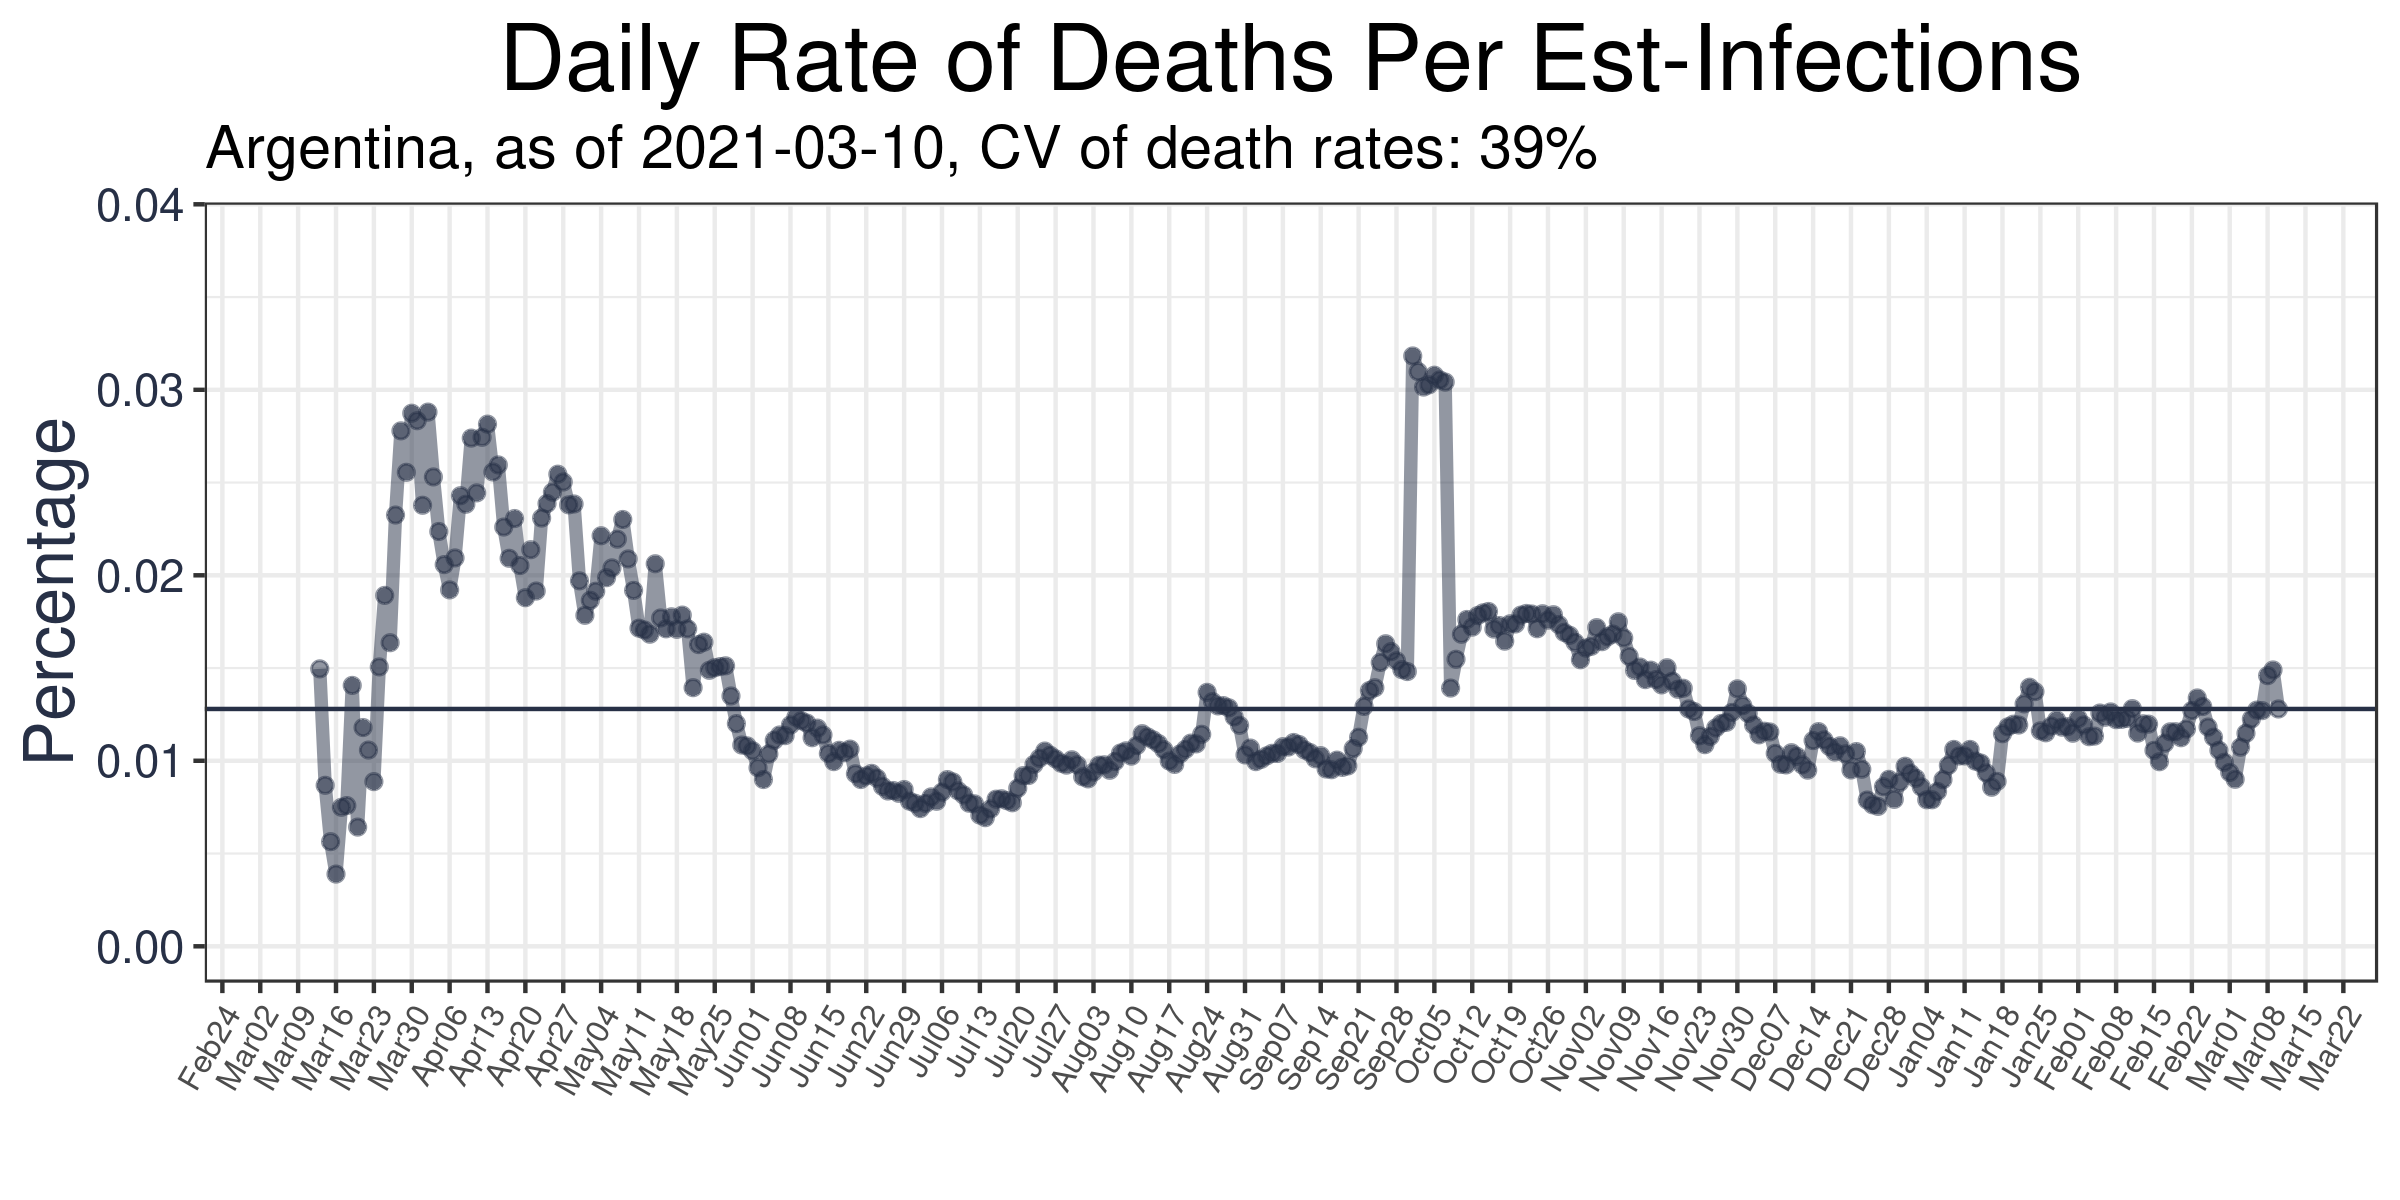 Daily Rate of Deaths Per Est-Infections
Argentina, as of 2021-03-10, CV of death rates: 39%
Percentage
0.04
0.03
0.02
0.01
0.00
Feb24 Mar02 Mar09 Mar16 Mar23 Mar30 Apr06 Apr13 Apr20 Apr27 May04 May11 May18 May25 Jun01 Jun08 Jun15 Jun22 Jun29 Jul06 Jul13 Jul20 Jul27 Aug03 Aug10 Aug17 Aug24 Aug31 Sep07 Sep14 Sep21 Sep28 Oct05 Oct12 Oct19 Oct26 Nov02 Nov09 Nov16 Nov23 Nov30 Dec07 Dec14 Dec21 Dec28 Jan04 Jan11 Jan18 Jan25 Feb01 Feb08 Feb15 Feb22 Mar01 Mar08 Mar15 Mar22